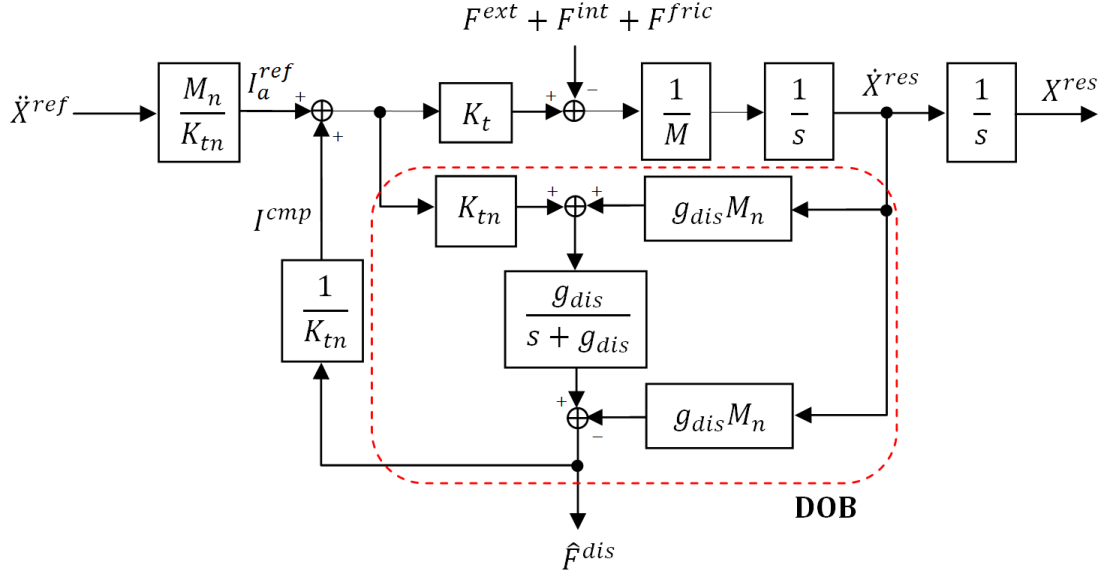 F^{ext} + F^{int} + F^{fric}
Ẍ^{ref}
M_n
K_{tn}
I_a^{ref}
+
+
K_t
+
−
1
M
1
s
Ẋ^{res}
1
s
X^{res}
I^{cmp}
K_{tn}
+
+
g_{dis}M_n
1
K_{tn}
g_{dis}
s + g_{dis}
+
−
g_{dis}M_n
DOB
F̂^{dis}